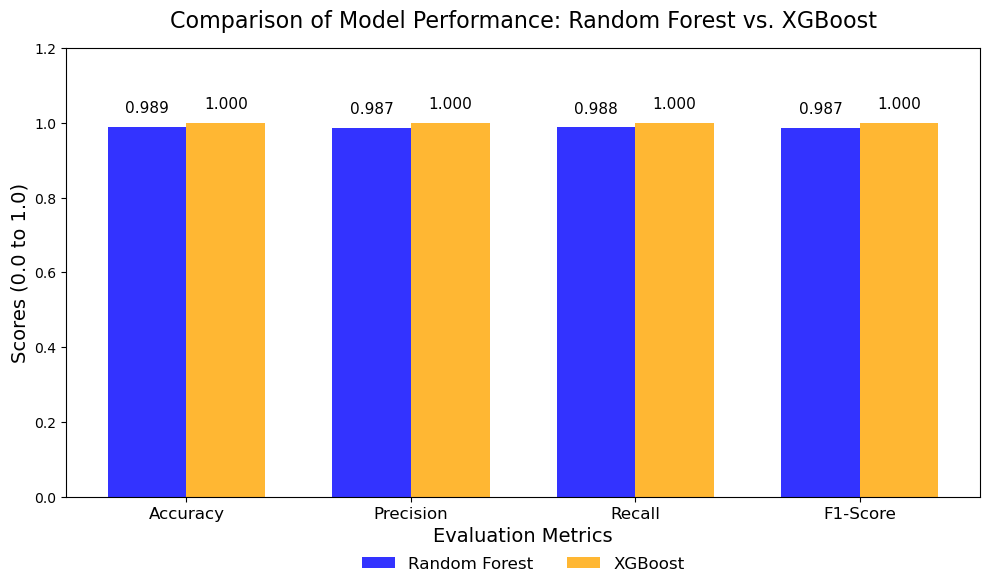 Comparison of Model Performance: Random Forest vs. XGBoost
Scores (0.0 to 1.0)
1.2
1.0
0.8
0.6
0.4
0.2
0.0
0.989
1.000
0.987
1.000
0.988
1.000
0.987
1.000
Accuracy
Precision
Recall
F1-Score
Evaluation Metrics
Random Forest
XGBoost